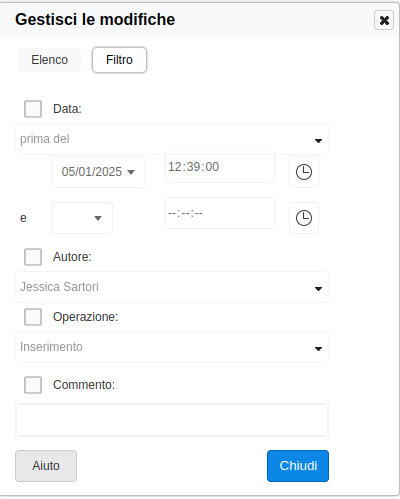 Gestisci le modifiche
Elenco Filtro
Data:
prima del
05/01/2025 12:39:00
e --:--:--
Autore:
Jessica Sartori
Operazione:
Inserimento
Commento:
Aiuto Chiudi